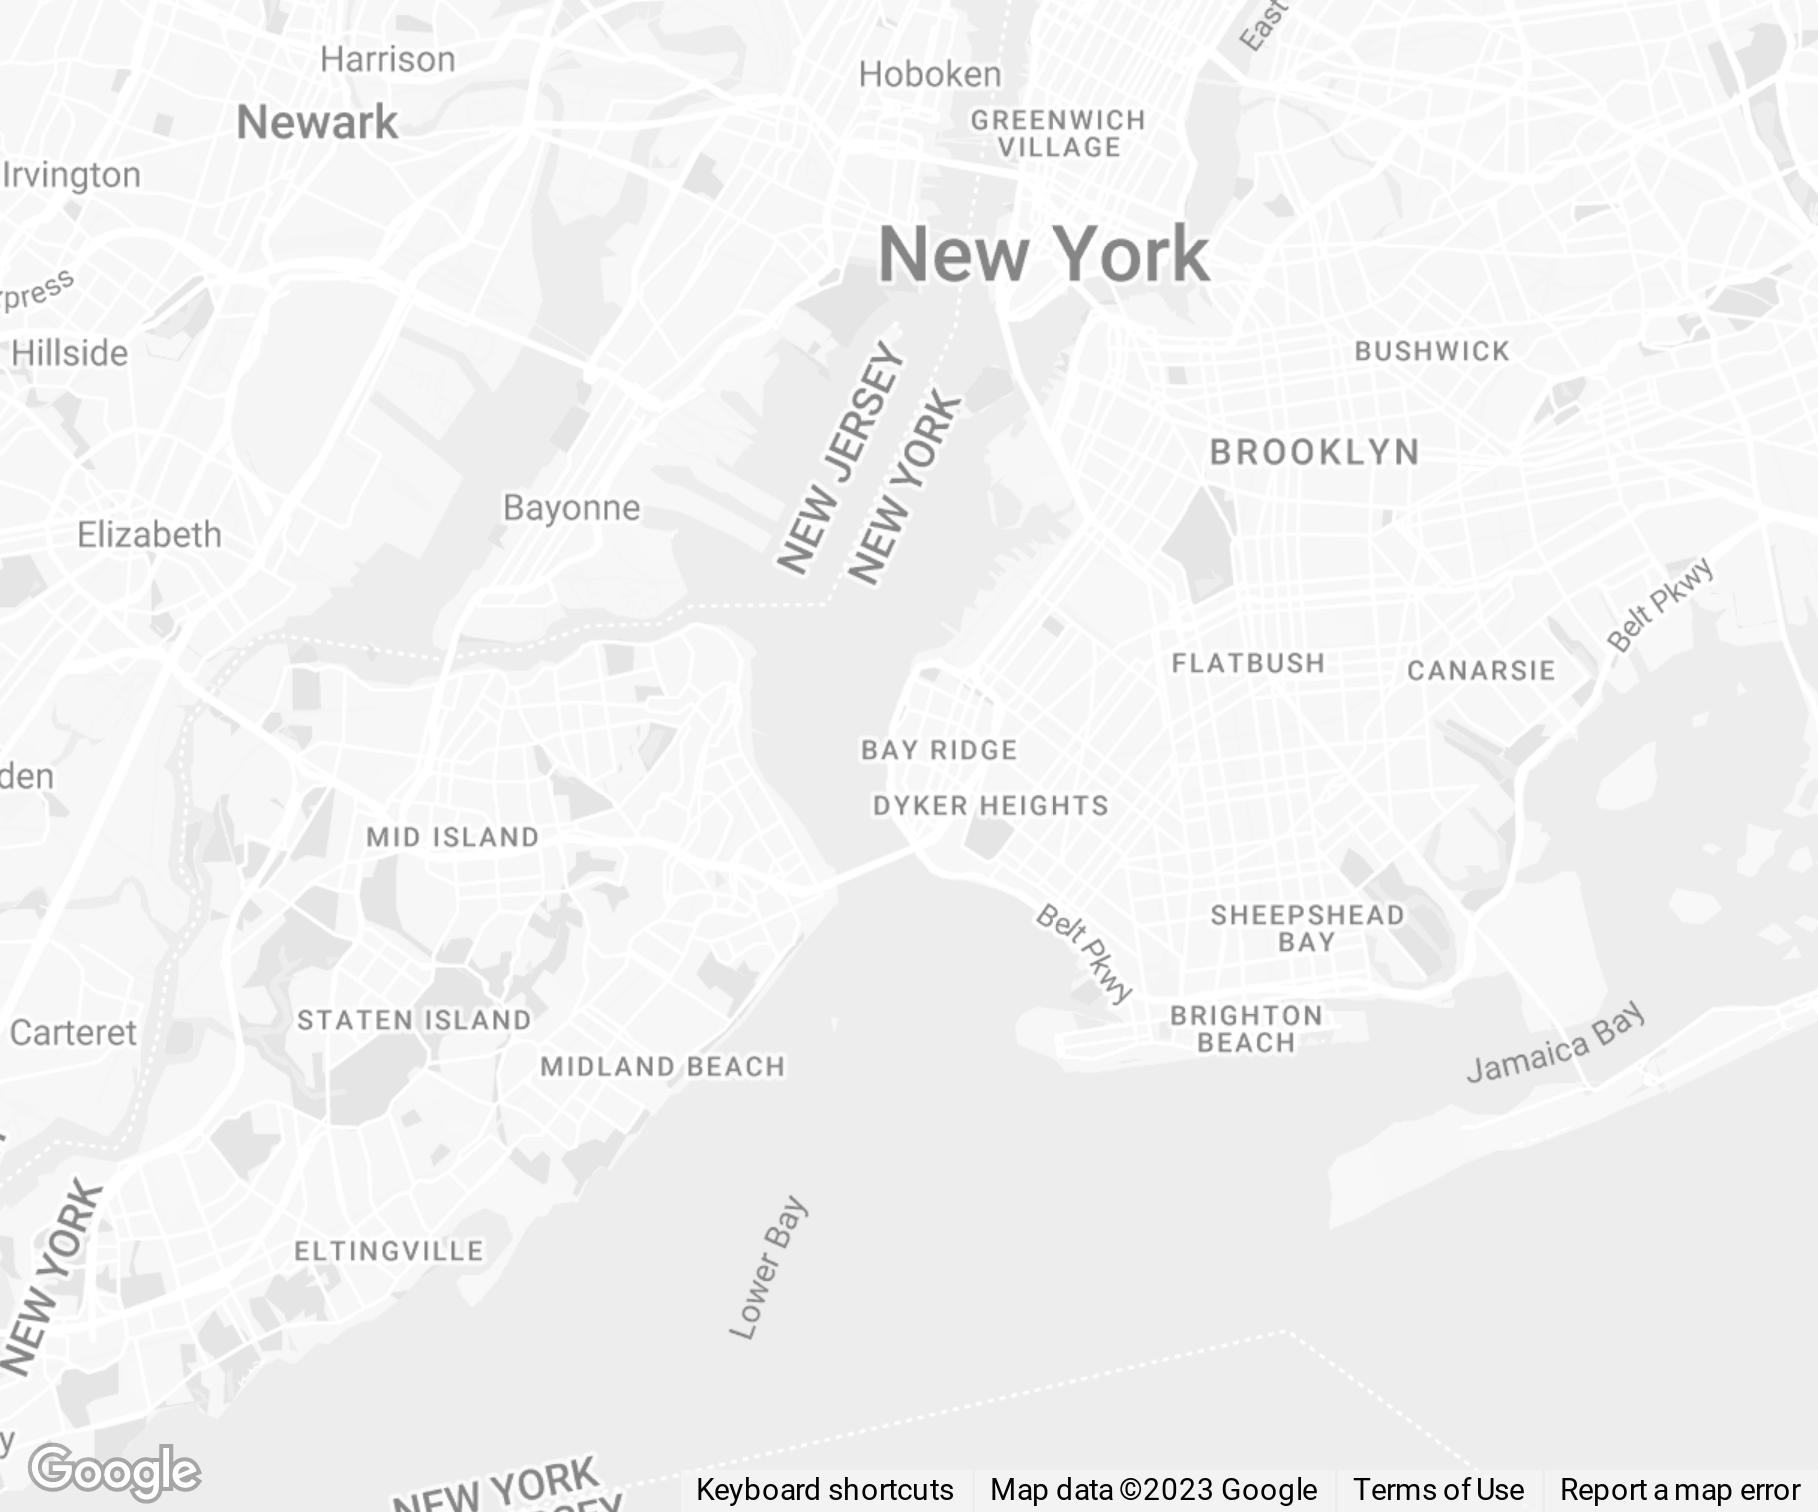 East
Harrison
Hoboken
Newark
GREENWICH
VILLAGE
Irvington
New York
press
Hillside
BUSHWICK
NEW JERSEY
NEW YORK
BROOKLYN
Bayonne
Elizabeth
Belt Pkwy
FLATBUSH
CANARSIE
BAY RIDGE
den
DYKER HEIGHTS
MID ISLAND
SHEEPSHEAD
BAY
Belt Pkwy
STATEN ISLAND
BRIGHTON
BEACH
Carteret
Jamaica Bay
MIDLAND BEACH
NEW YORK
Lower Bay
ELTINGVILLE
y
Google
NEW YORK
SEY
Keyboard shortcuts
Map data ©2023 Google
Terms of Use
Report a map error